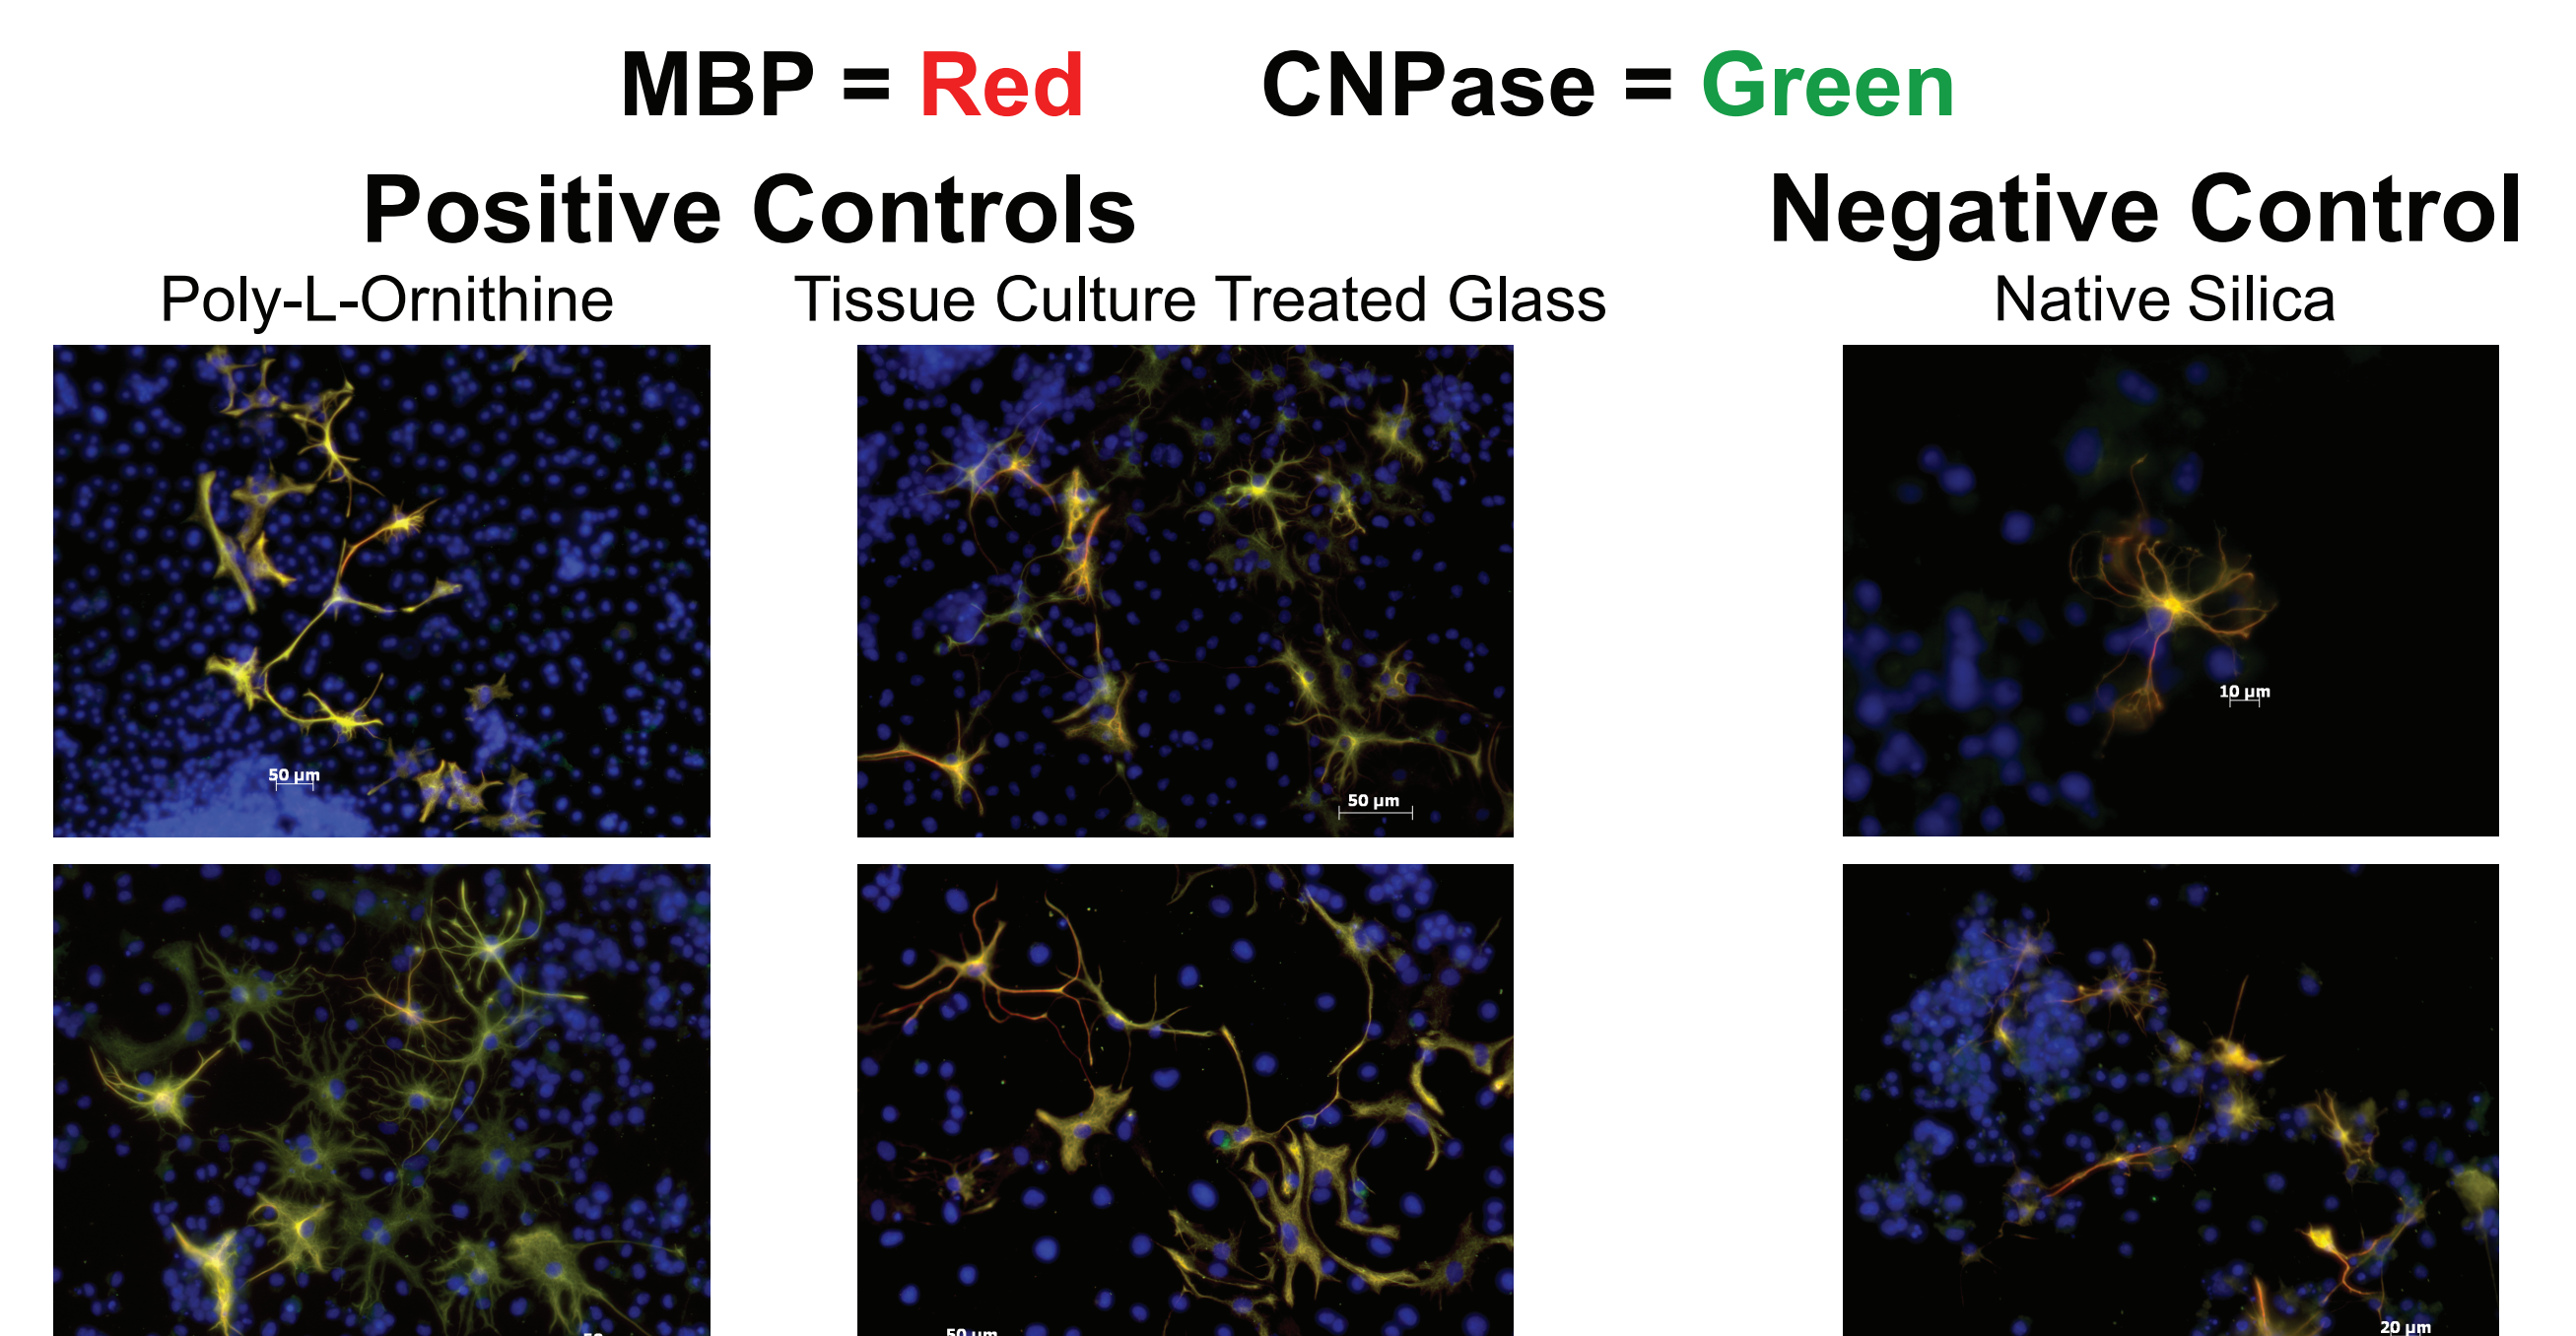 MBP = Red CNPase = Green
Positive Controls Negative Control
Poly-L-Ornithine Tissue Culture Treated Glass Native Silica
10 µm
50 µm
50 µm
50 µm
20 µm